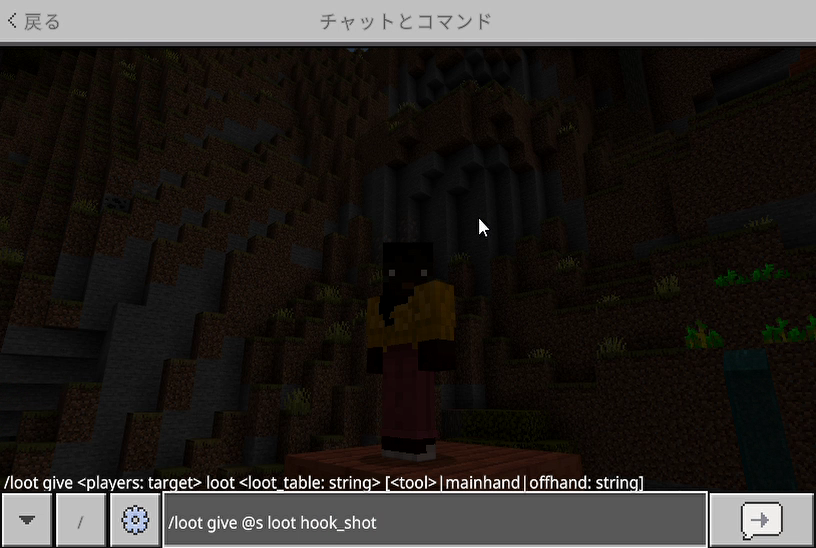 戻る
チャットとコマンド
/loot give <players: target> loot <loot_table: string> [<tool>|mainhand|offhand: string]
/
/loot give @s loot hook_shot